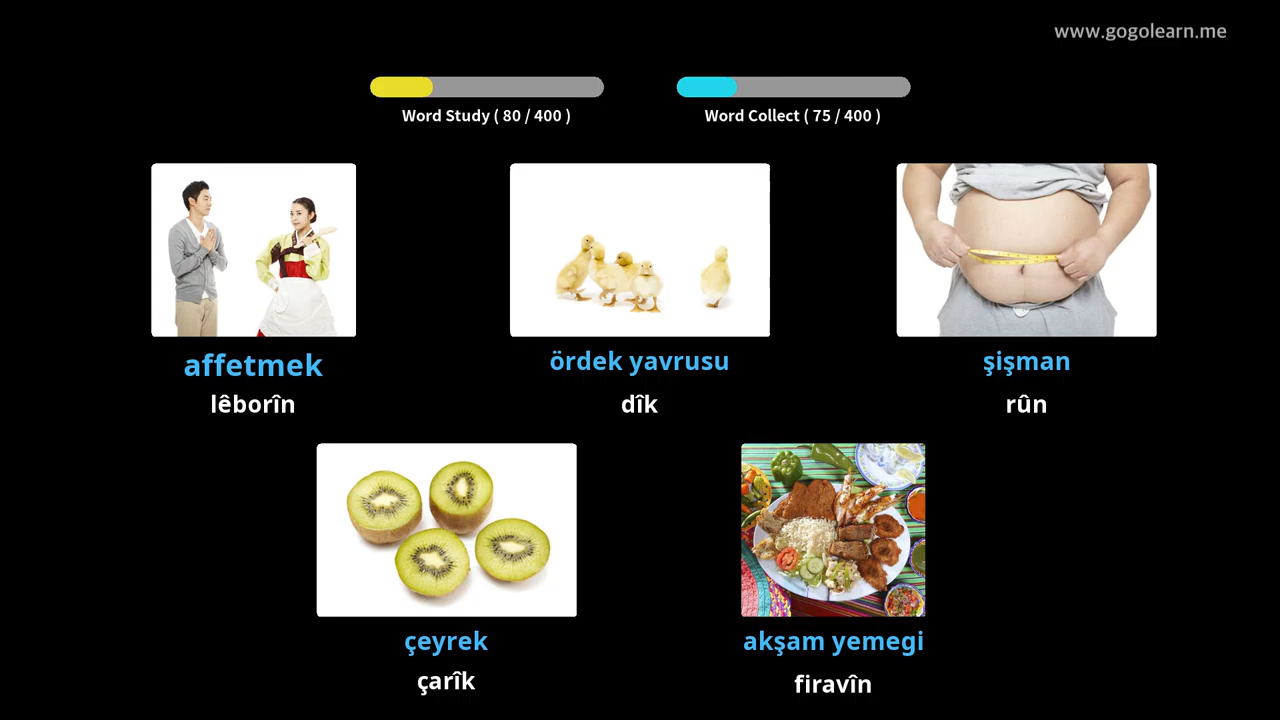 www.gogolearn.me
Word Study ( 80 / 400 )
Word Collect ( 75 / 400 )
affetmek
lêborîn
ördek yavrusu
dîk
şişman
rûn
çeyrek
çarîk
akşam yemegi
firavîn